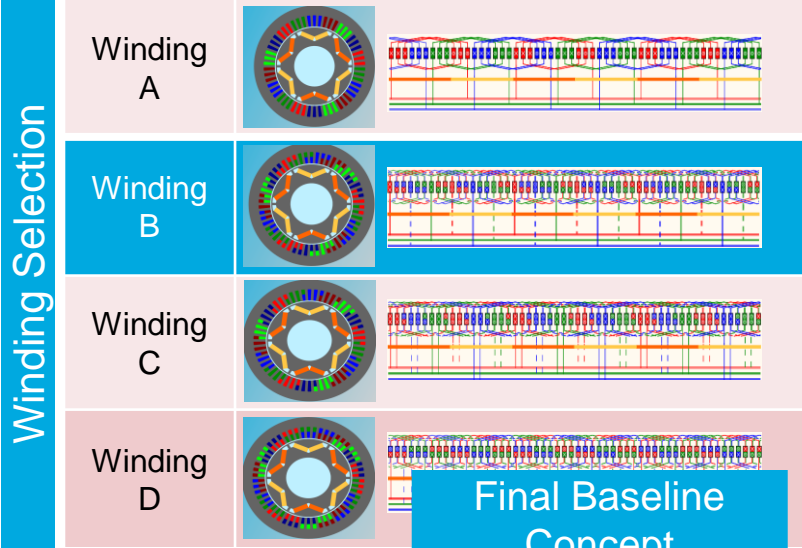 Winding Selection
Winding
A
Winding
B
Winding
C
Winding
D
Final Baseline
Concept